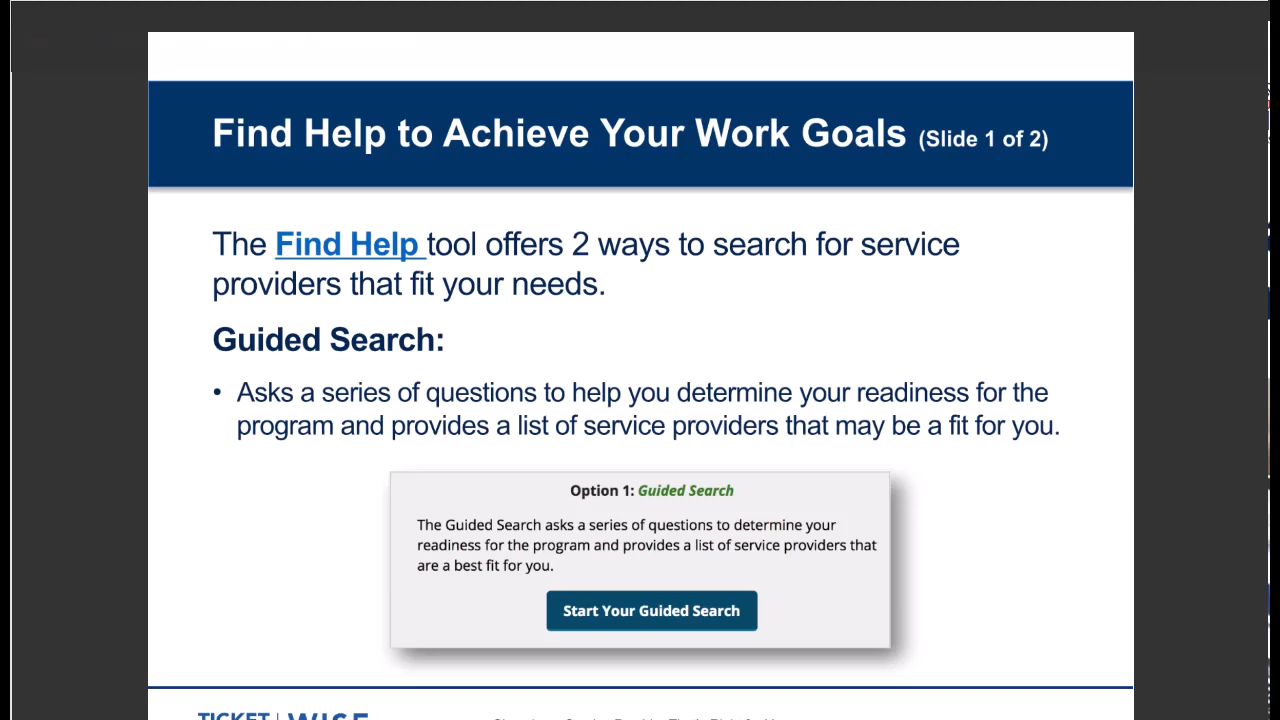 Find Help to Achieve Your Work Goals (Slide 1 of 2)
The Find Help tool offers 2 ways to search for service
providers that fit your needs.
Guided Search:
• Asks a series of questions to help you determine your readiness for the
program and provides a list of service providers that may be a fit for you.
Option 1: Guided Search
The Guided Search asks a series of questions to determine your
readiness for the program and provides a list of service providers that
are a best fit for you.
Start Your Guided Search
TICKET | WISE